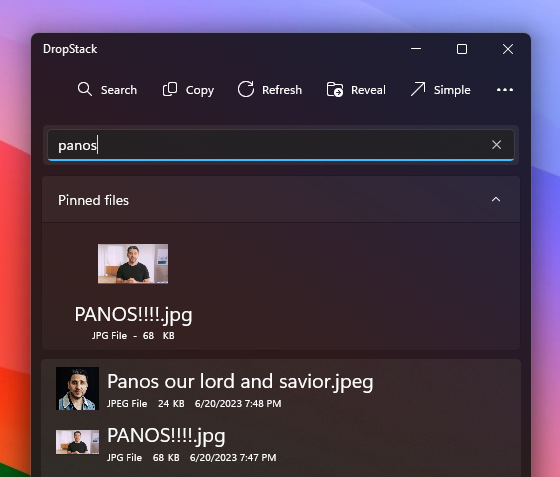 DropStack
Search Copy Refresh Reveal Simple
panos
Pinned files
PANOS!!!!.jpg
JPG File - 68 KB
Panos our lord and savior.jpeg
JPEG File 24 KB 6/20/2023 7:48 PM
PANOS!!!!.jpg
JPG File 68 KB 6/20/2023 7:47 PM